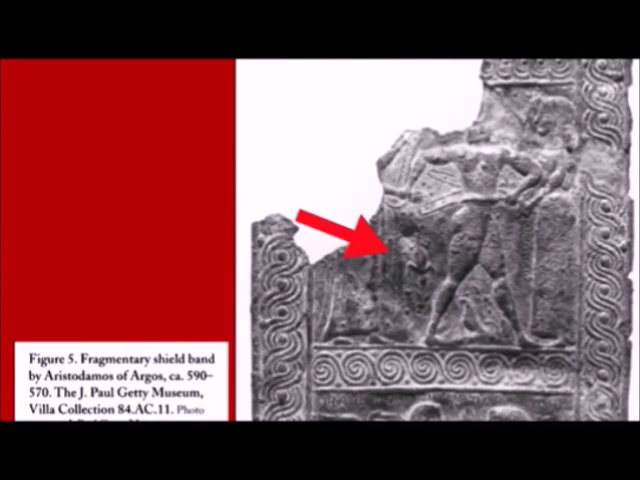 Figure 5. Fragmentary shield band
by Aristodamos of Argos, ca. 590–
570. The J. Paul Getty Museum,
Villa Collection 84.AC.11. Photo